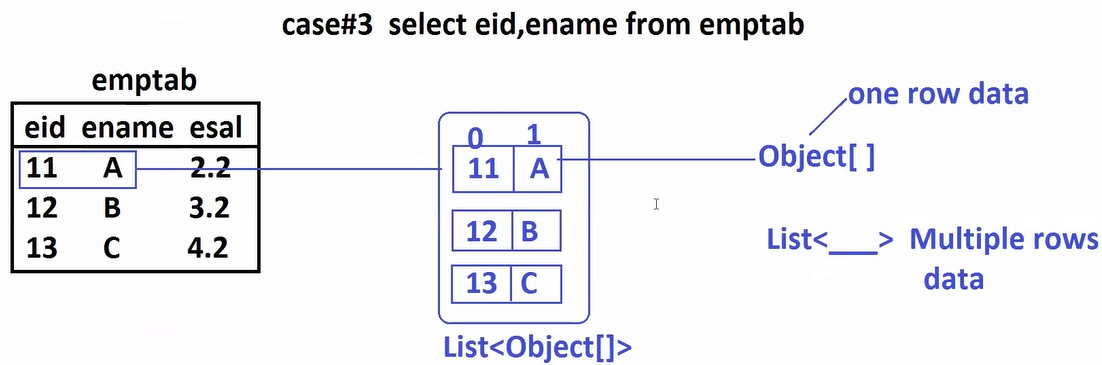 case#3 select eid,ename from emptab
emptab
eid ename esal
11 A 2.2
12 B 3.2
13 C 4.2
0 1
11 A
12 B
13 C
List<Object[]>
one row data
Object[ ]
List<___> Multiple rows
data